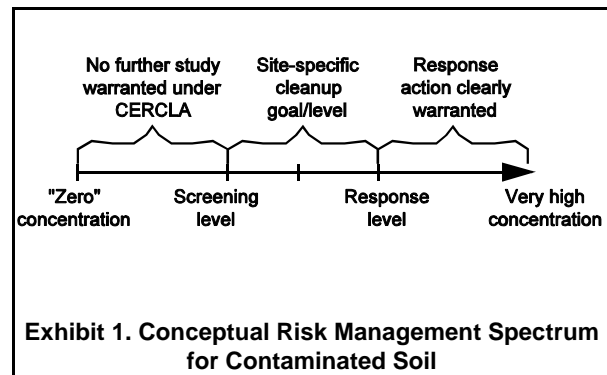 No further study
warranted under
CERCLA
Site-specific
cleanup
goal/level
Response
action clearly
warranted
"Zero"
concentration
Screening
level
Response
level
Very high
concentration
Exhibit 1. Conceptual Risk Management Spectrum
for Contaminated Soil